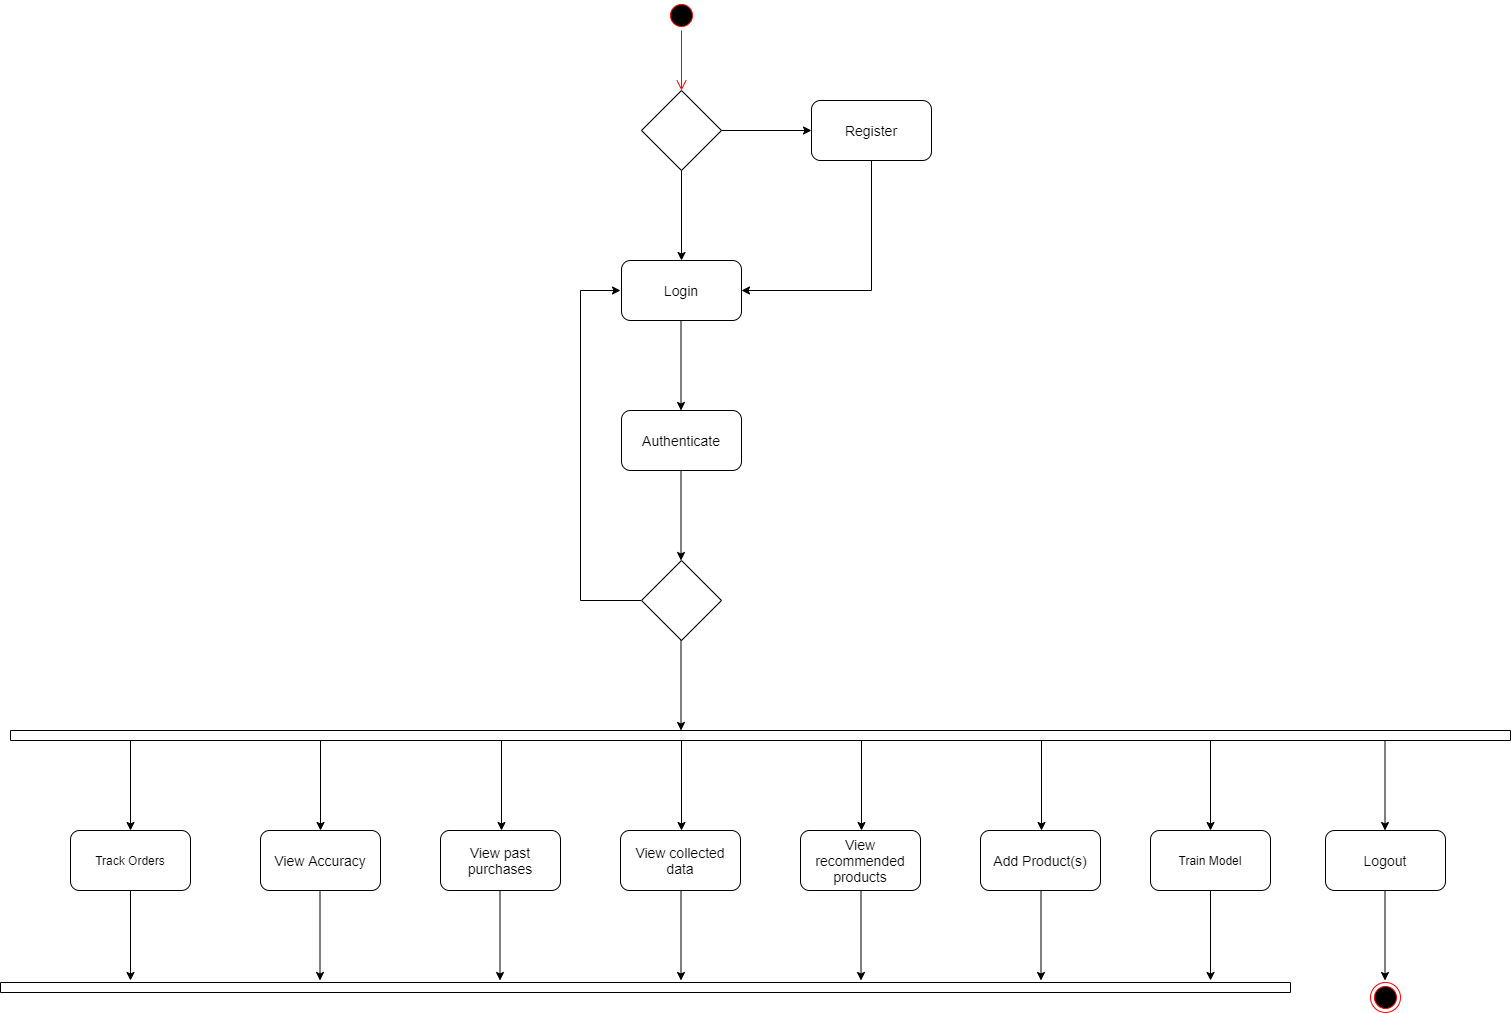 Register
Login
Authenticate
Track Orders
View Accuracy
View past
purchases
View collected
data
View
recommended
products
Add Product(s)
Train Model
Logout